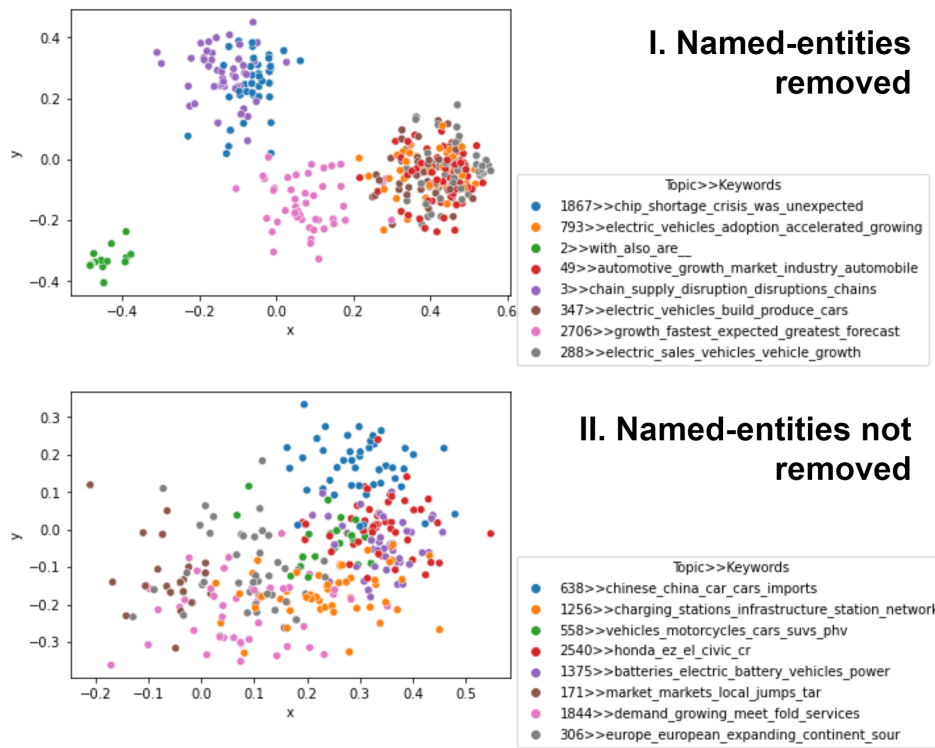 I. Named-entities
removed
0.4
0.2
0.0
−0.2
−0.4
y
−0.4
−0.2
0.0
0.2
0.4
0.6
x
Topic>>Keywords
1867>>chip_shortage_crisis_was_unexpected
793>>electric_vehicles_adoption_accelerated_growing
2>>with_also_are__
49>>automotive_growth_market_industry_automobile
3>>chain_supply_disruption_disruptions_chains
347>>electric_vehicles_build_produce_cars
2706>>growth_fastest_expected_greatest_forecast
288>>electric_sales_vehicles_vehicle_growth
II. Named-entities not
removed
0.3
0.2
0.1
0.0
−0.1
−0.2
−0.3
y
−0.2
−0.1
0.0
0.1
0.2
0.3
0.4
0.5
x
Topic>>Keywords
638>>chinese_china_car_cars_imports
1256>>charging_stations_infrastructure_station_network
558>>vehicles_motorcycles_cars_suvs_phv
2540>>honda_ez_el_civic_cr
1375>>batteries_electric_battery_vehicles_power
171>>market_markets_local_jumps_tar
1844>>demand_growing_meet_fold_services
306>>europe_european_expanding_continent_sour